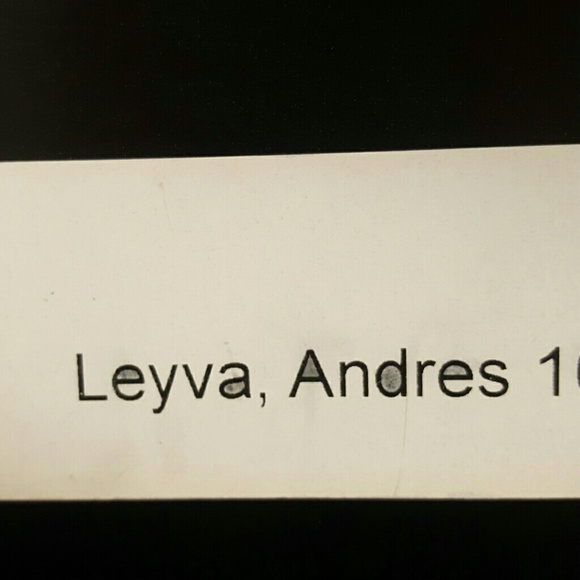 Leyva, Andres 1